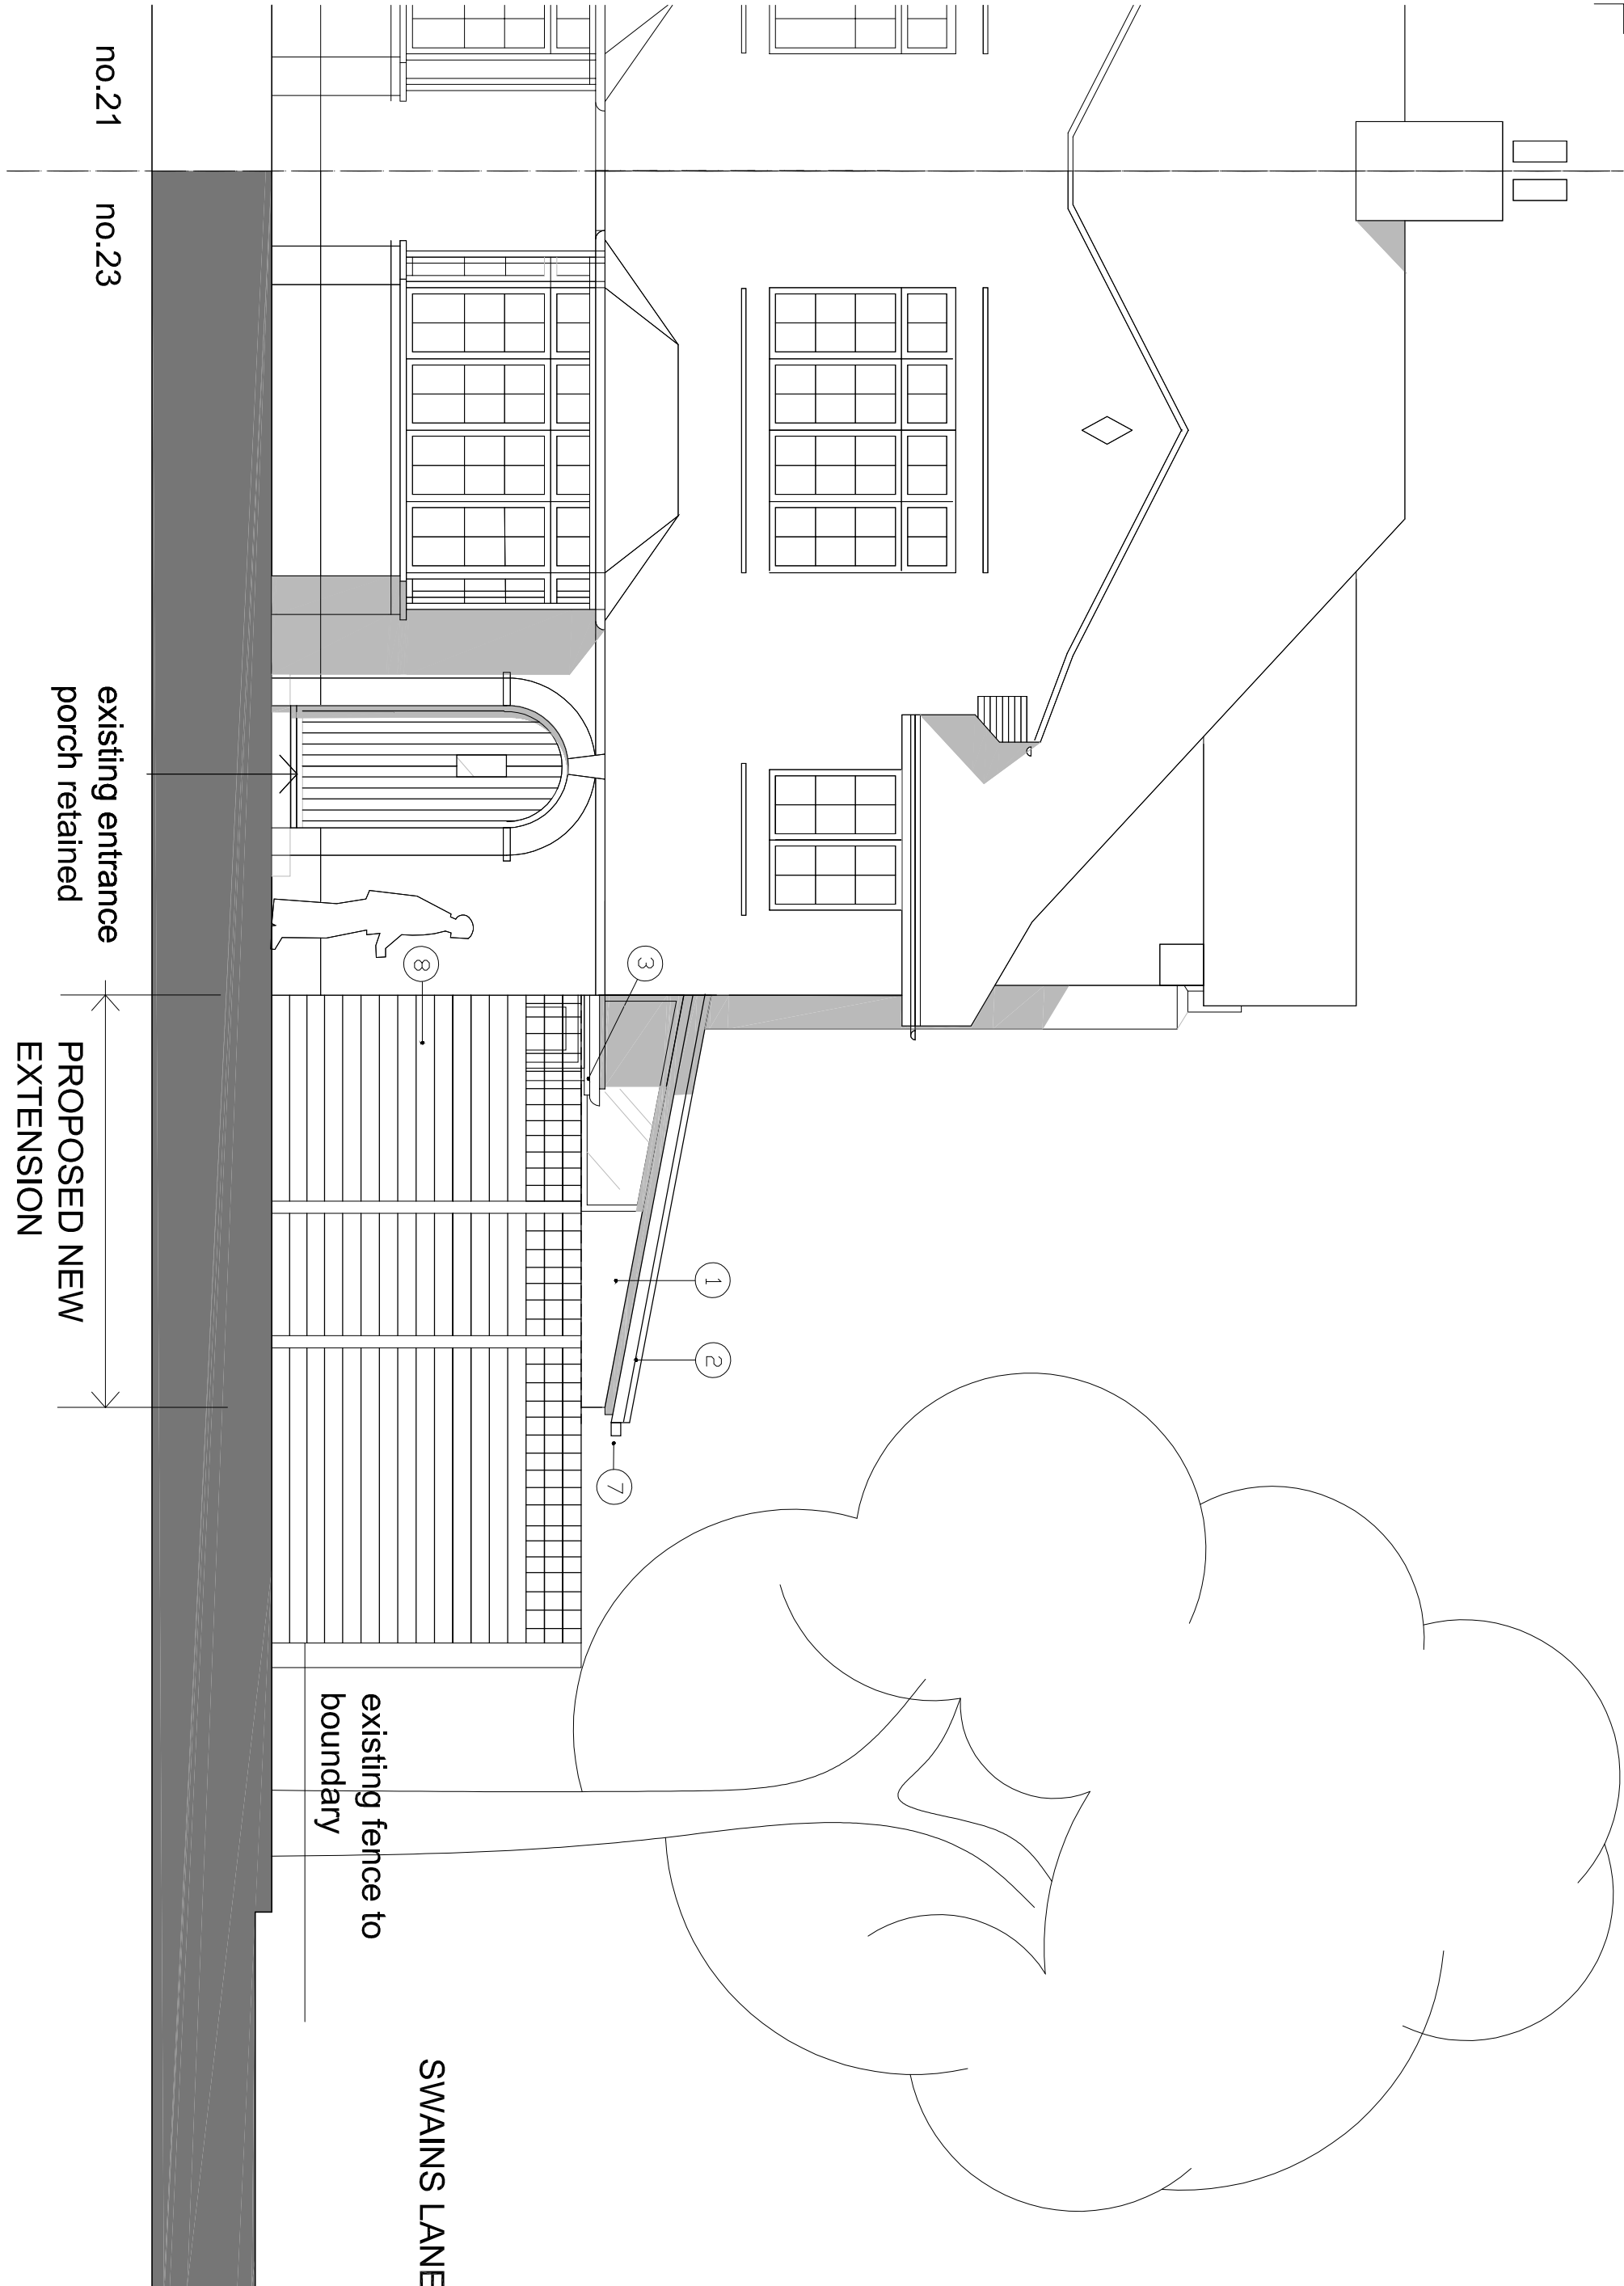 3
1
2
7
8
existing fence to
boundary
SWAINS LANE
no.21
no.23
existing entrance
porch retained
PROPOSED NEW
EXTENSION